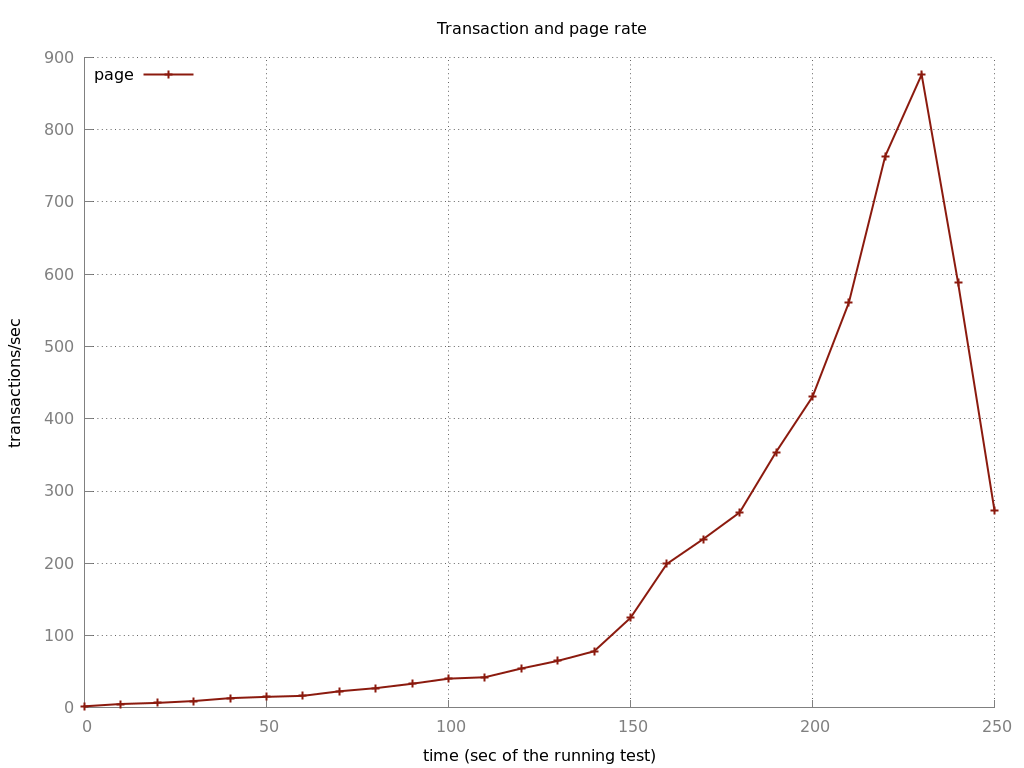 Transaction and page rate
page
900
800
700
600
500
400
300
200
100
0
transactions/sec
0 50 100 150 200 250
time (sec of the running test)